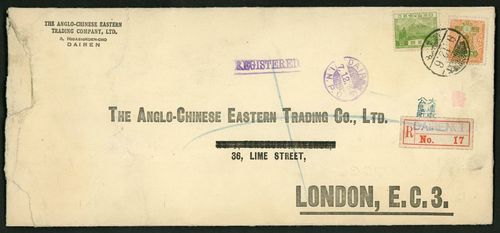 THE ANGLO-CHINESE EASTERN
TRADING COMPANY, LTD.
DAIREN
REGISTERED
DAIREN
THE ANGLO-CHINESE EASTERN TRADING CO., LTD.
36, LIME STREET,
LONDON, E.C. 3.
R
DAIREN
No. 17